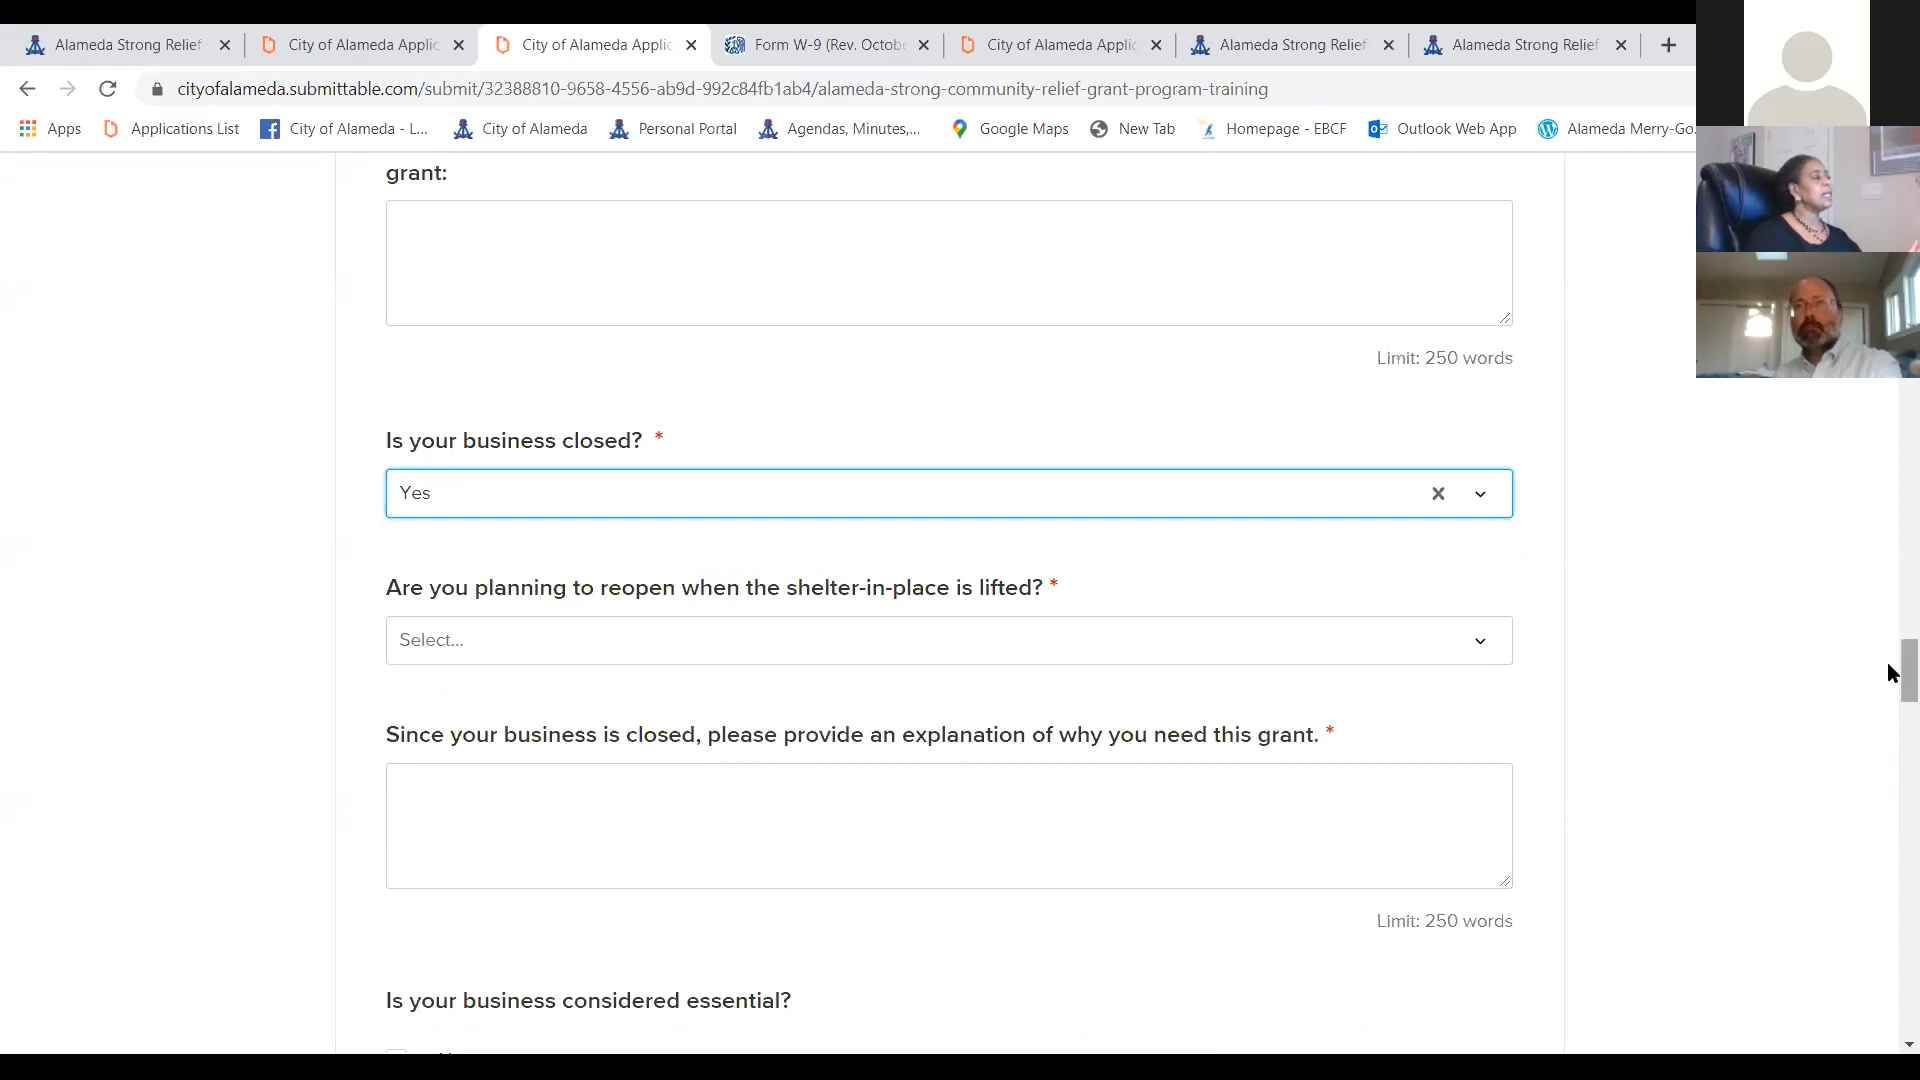 Alameda Strong Relief
City of Alameda Applic
City of Alameda Applic
Form W-9 (Rev. Octobe
City of Alameda Applic
Alameda Strong Relief
Alameda Strong Relief
cityofalameda.submittable.com/submit/32388810-9658-4556-ab9d-992c84fb1ab4/alameda-strong-community-relief-grant-program-training
Apps
Applications List
City of Alameda - L...
City of Alameda
Personal Portal
Agendas, Minutes,...
Google Maps
New Tab
Homepage - EBCF
Outlook Web App
Alameda Merry-Go.
grant:
Limit: 250 words
Is your business closed? *
Yes
Are you planning to reopen when the shelter-in-place is lifted? *
Select...
Since your business is closed, please provide an explanation of why you need this grant. *
Limit: 250 words
Is your business considered essential?